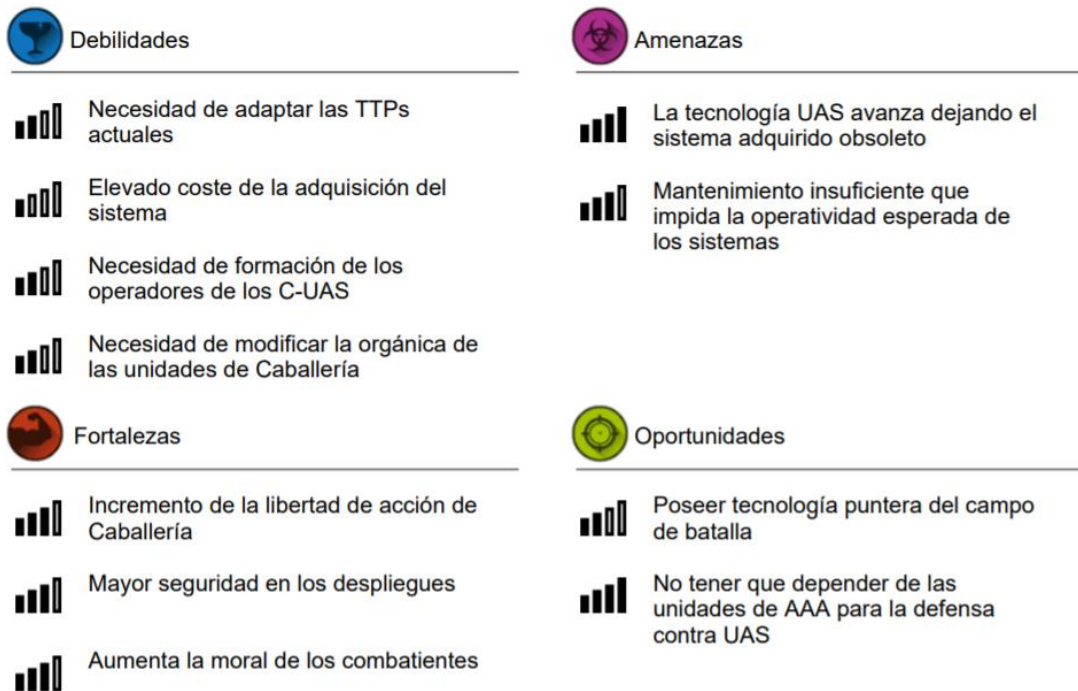 Debilidades
Necesidad de adaptar las TTPs
actuales
Elevado coste de la adquisición del
sistema
Necesidad de formación de los
operadores de los C-UAS
Necesidad de modificar la orgánica de
las unidades de Caballería
Amenazas
La tecnología UAS avanza dejando el
sistema adquirido obsoleto
Mantenimiento insuficiente que
impida la operatividad esperada de
los sistemas
Fortalezas
Incremento de la libertad de acción de
Caballería
Mayor seguridad en los despliegues
Aumenta la moral de los combatientes
Oportunidades
Poseer tecnología puntera del campo
de batalla
No tener que depender de las
unidades de AAA para la defensa
contra UAS